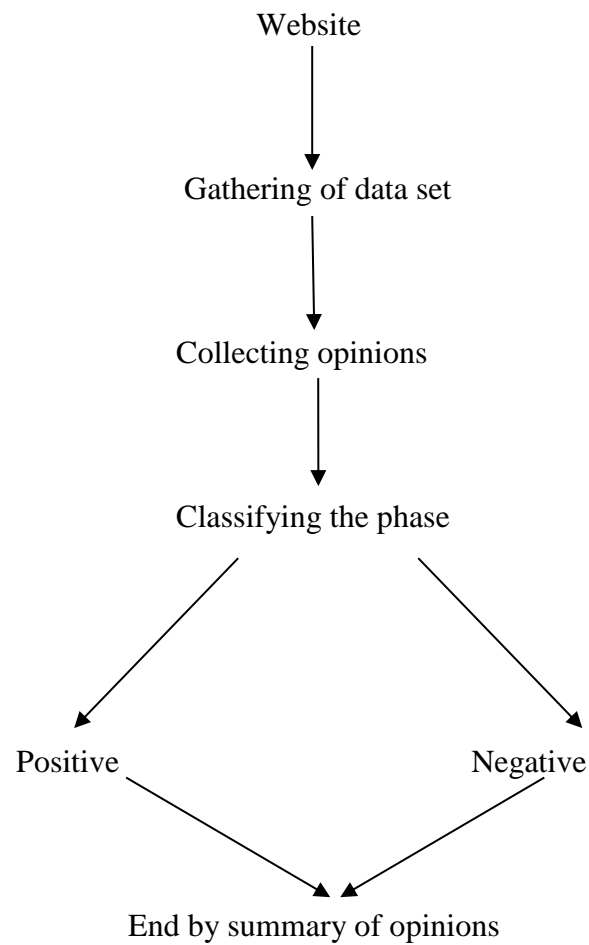 Website
Gathering of data set
Collecting opinions
Classifying the phase
Positive
Negative
End by summary of opinions